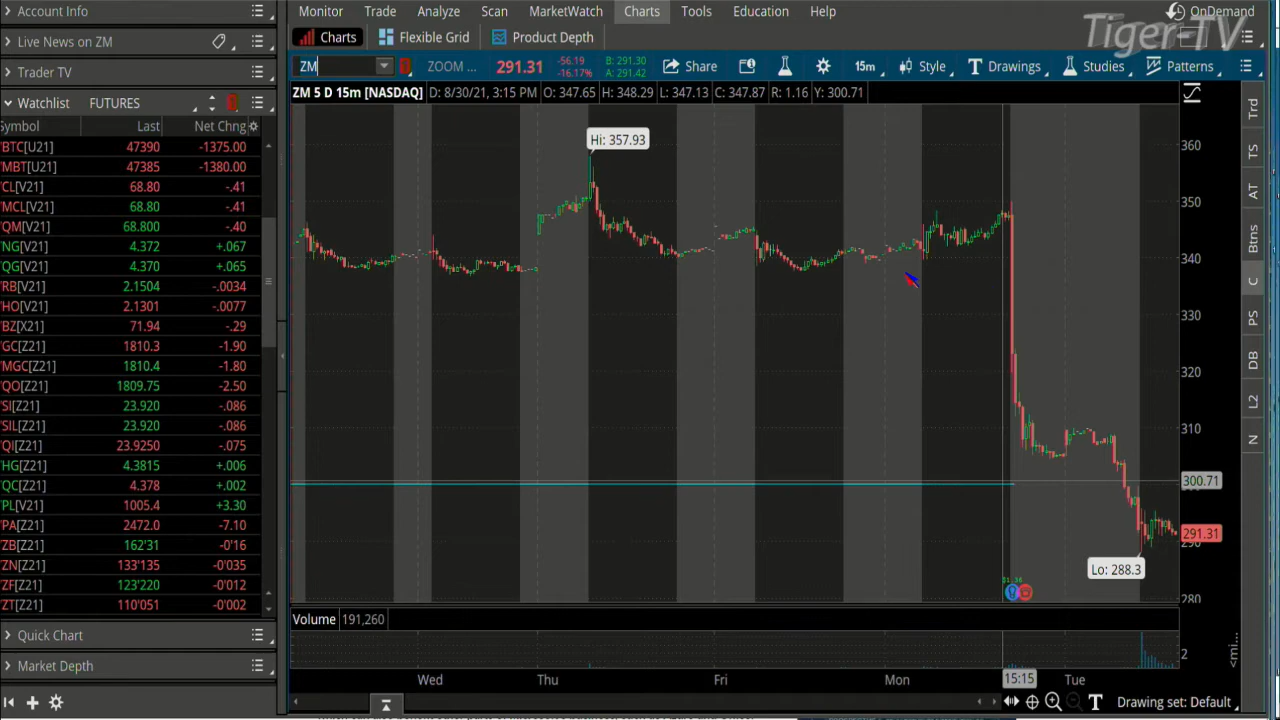 Account Info
Live News on ZM
Trader TV
Watchlist FUTURES
Symbol Last Net Chng
/BTC[U21] 47390 -1375.00
/MBT[U21] 47385 -1380.00
/CL[V21] 68.80 -.41
/MCL[V21] 68.80 -.41
/QM[V21] 68.800 -.40
/NG[V21] 4.372 +.067
/QG[V21] 4.370 +.065
/RB[V21] 2.1504 -.0034
/HO[V21] 2.1301 -.0077
/BZ[X21] 71.94 -.29
/GC[Z21] 1810.3 -1.90
/MGC[Z21] 1810.4 -1.80
/QO[Z21] 1809.75 -2.50
/SI[Z21] 23.920 -.086
/SIL[Z21] 23.920 -.086
/QI[Z21] 23.9250 -.075
/HG[Z21] 4.3815 +.006
/QC[Z21] 4.378 +.002
/PL[V21] 1005.4 +3.30
/PA[Z21] 2472.0 -7.10
/ZB[Z21] 162'31 -0'16
/ZN[Z21] 133'135 -0'035
/ZF[Z21] 123'220 -0'012
/ZT[Z21] 110'051 -0'002
Quick Chart
Market Depth
Monitor Trade Analyze Scan MarketWatch Charts Tools Education Help
OnDemand
Tiger-TV
Charts Flexible Grid Product Depth
ZM ZOOM ... 291.31 -56.19 -16.17% B: 291.30 A: 291.42 Share 15m Style Drawings Studies Patterns
ZM 5 D 15m [NASDAQ] D: 8/30/21, 3:15 PM O: 347.65 H: 348.29 L: 347.13 C: 347.87 R: 1.16 Y: 300.71
Hi: 357.93
360
350
340
330
320
310
300.71
291.31
290
Lo: 288.3
280
Volume 191,260
2
Wed Thu Fri Mon 15:15 Tue
Drawing set: Default
Trd
TS
AT
Btns
C
PS
DB
L2
N